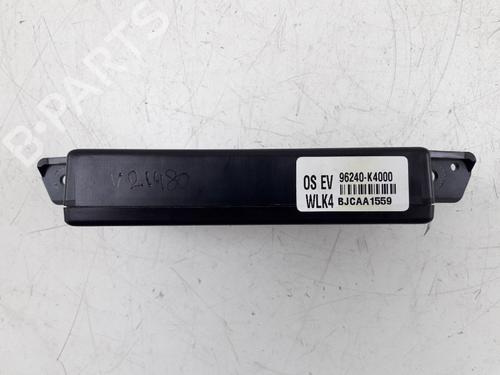 B-PARTS
V21480
OS EV 96240-K4000
WLK4 BJCAA1559